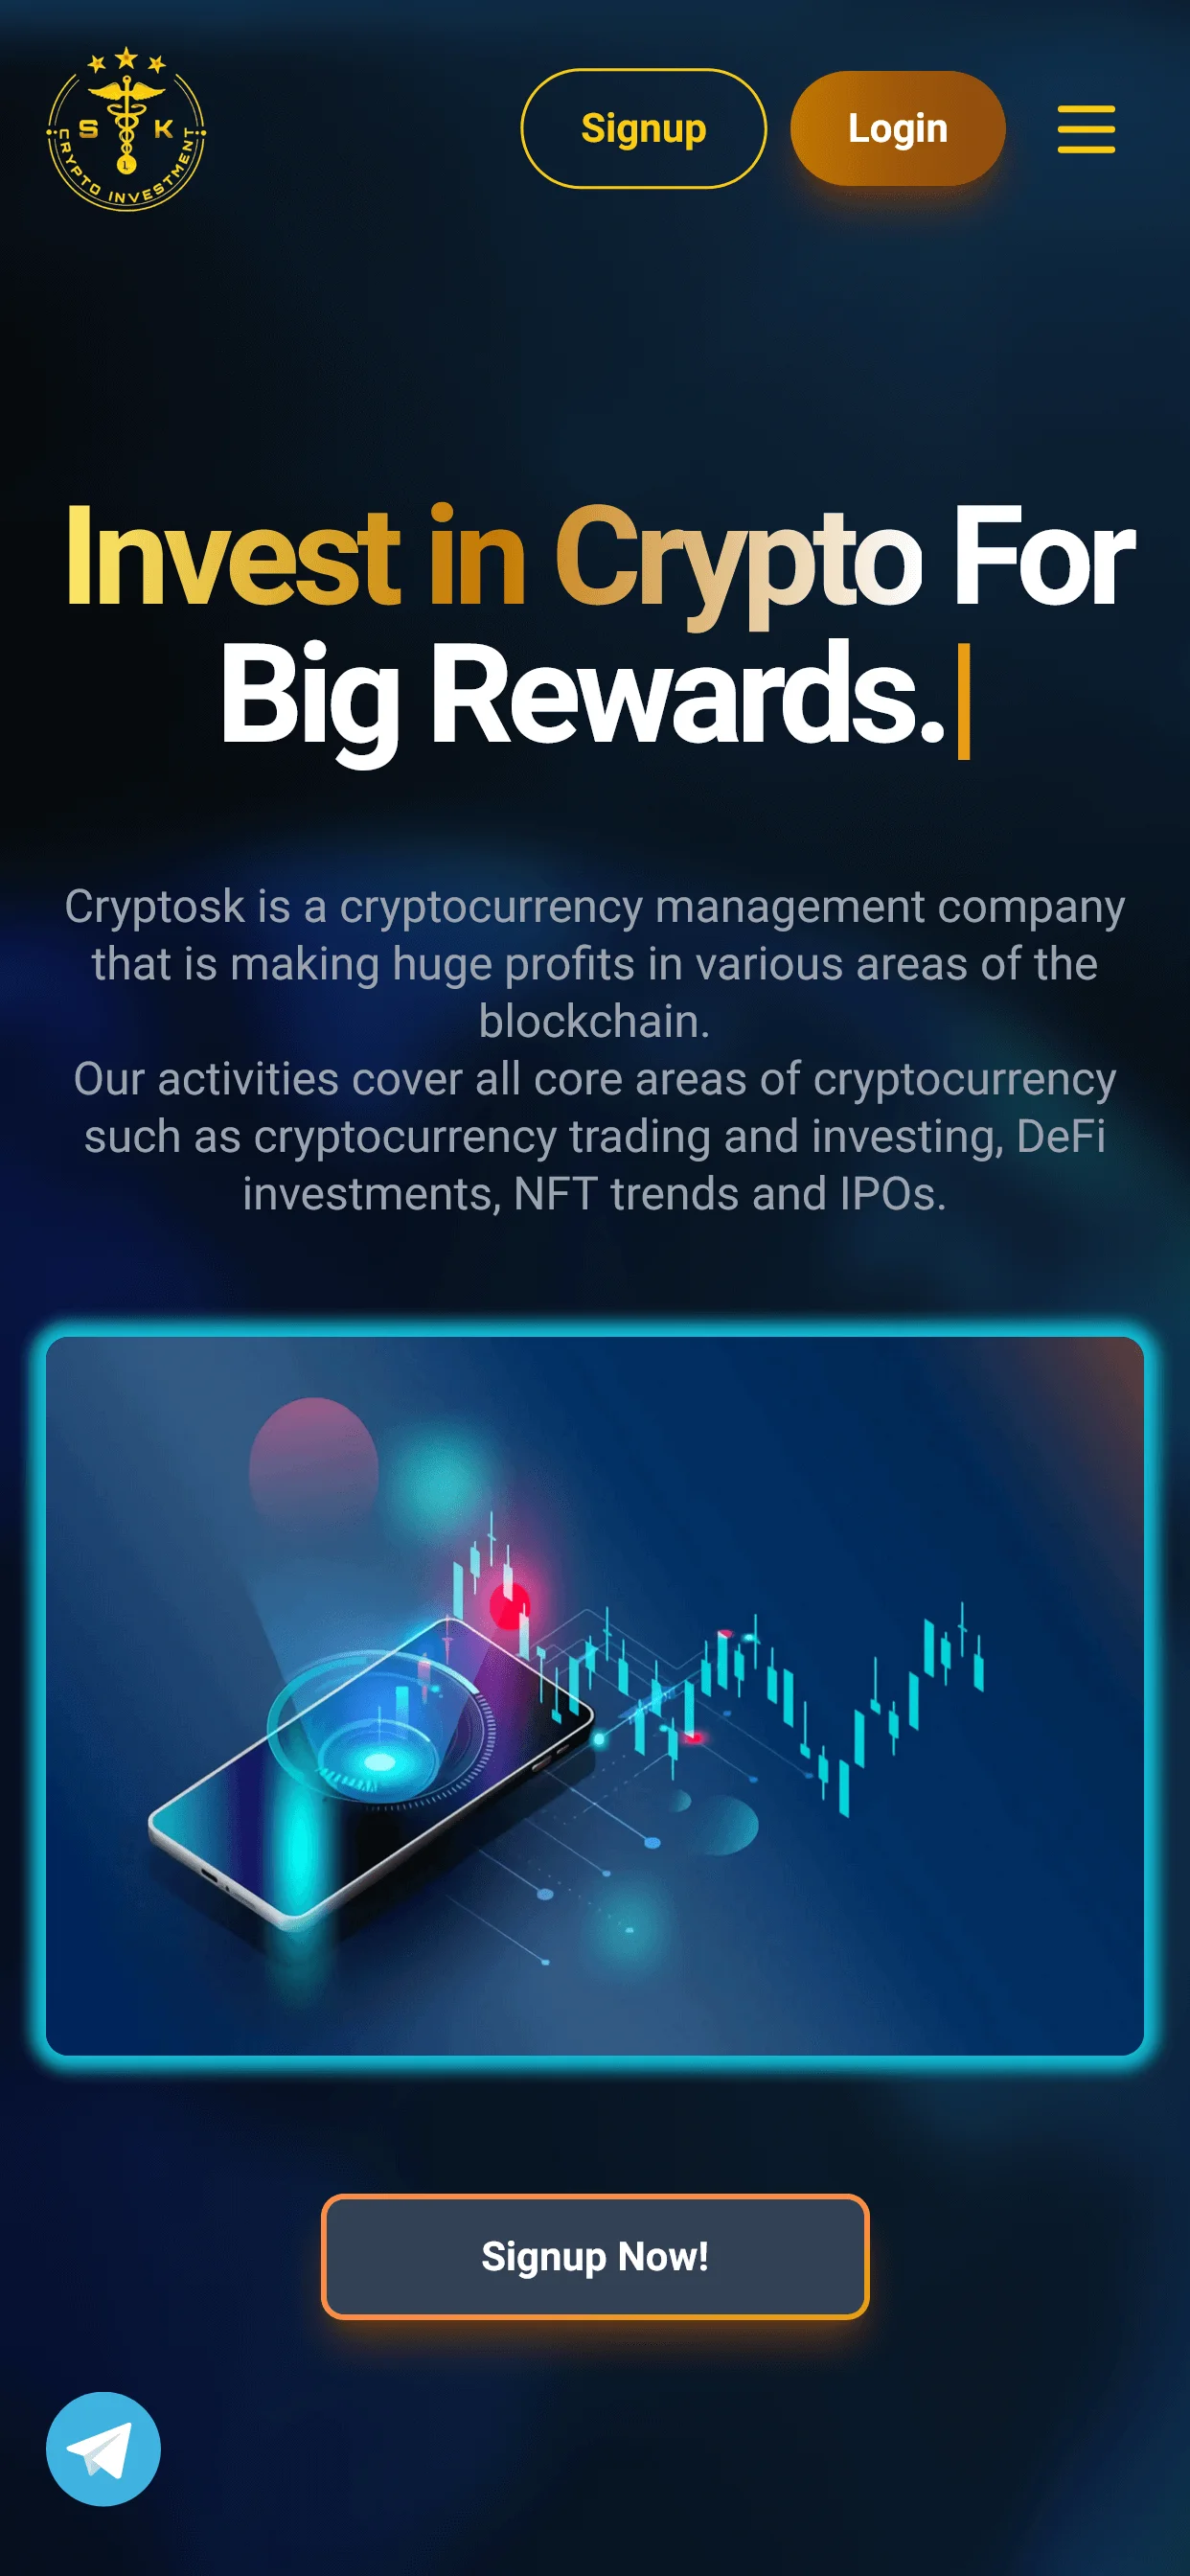 S K
CRYPTO INVESTMENT
Signup
Login
Invest in Crypto For
Big Rewards.
Cryptosk is a cryptocurrency management company
that is making huge profits in various areas of the
blockchain.
Our activities cover all core areas of cryptocurrency
such as cryptocurrency trading and investing, DeFi
investments, NFT trends and IPOs.
Signup Now!